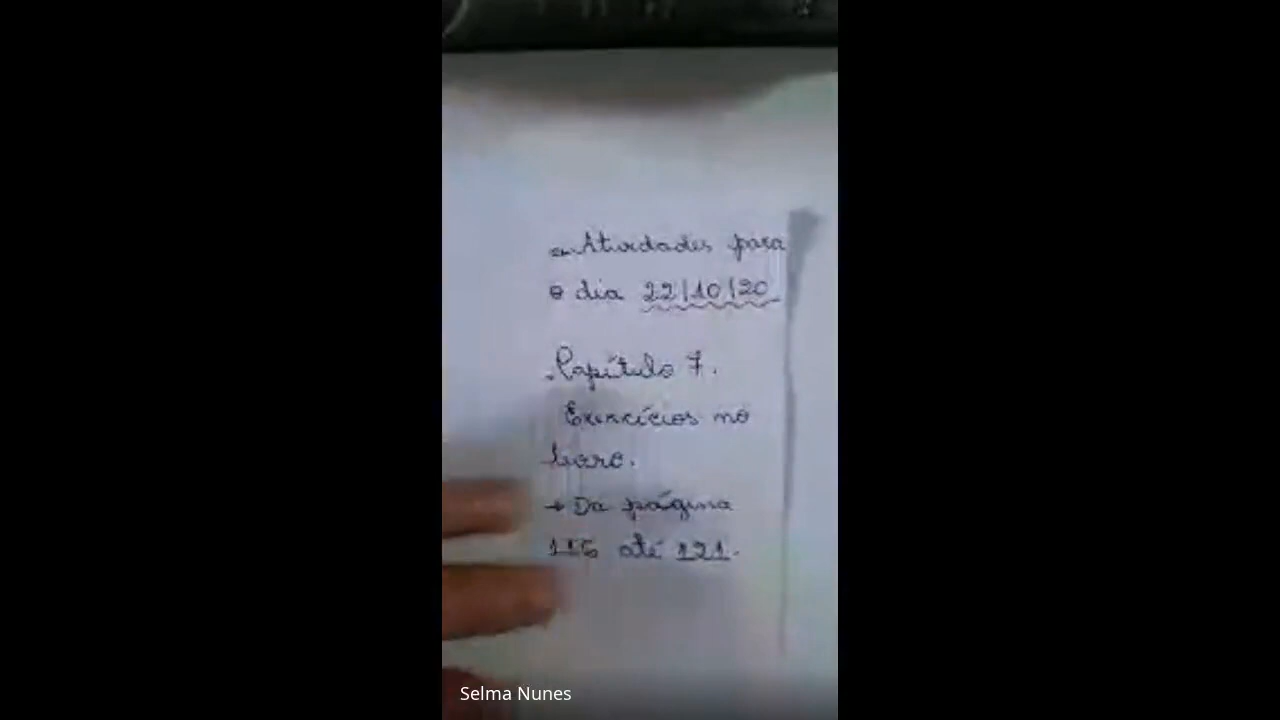 Atividades para
o dia 22/10/20
Capítulo 7.
Exercícios no
livro.
→ Da página
116 até 121.
Selma Nunes